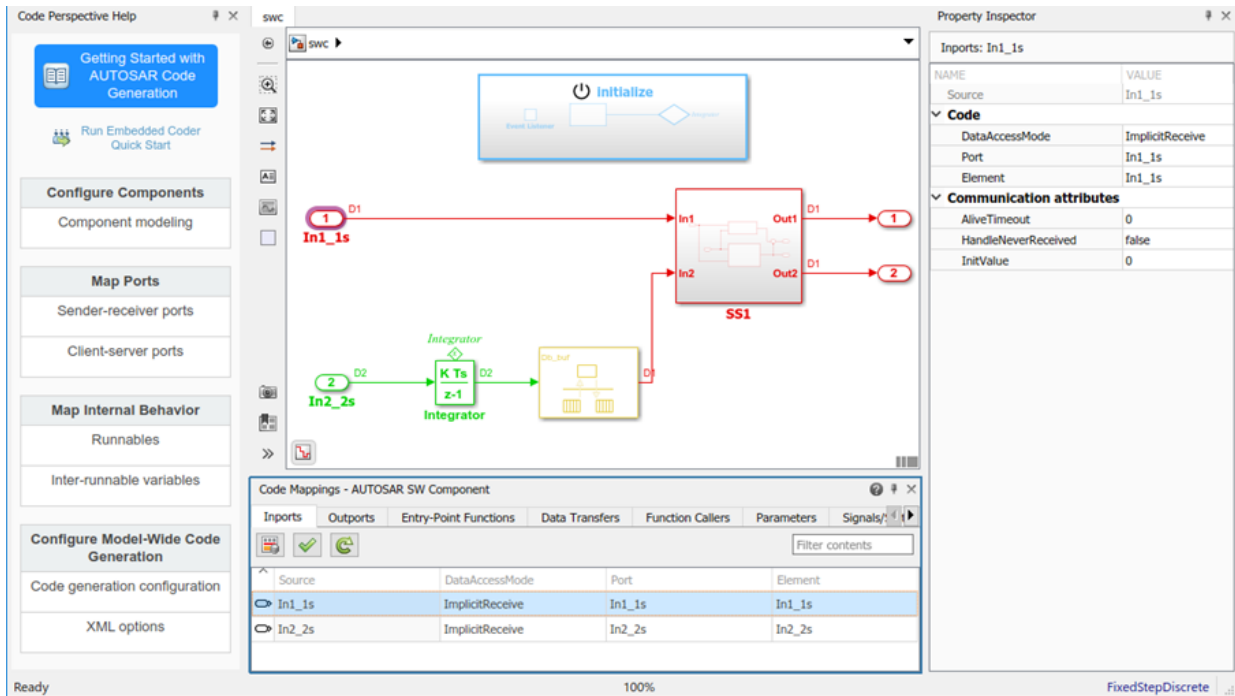 Code Perspective Help
Getting Started with
AUTOSAR Code
Generation
Run Embedded Coder
Quick Start
Configure Components
Component modeling
Map Ports
Sender-receiver ports
Client-server ports
Map Internal Behavior
Runnables
Inter-runnable variables
Configure Model-Wide Code
Generation
Code generation configuration
XML options
swc
swc
Initialize
Event Listener
Integrator
1
D1
In1_1s
In1
Out1
D1
1
In2
Out2
D1
2
SS1
Integrator
2
D2
In2_2s
K Ts
z-1
D2
Integrator
Db_buf
D1
Code Mappings - AUTOSAR SW Component
Inports Outports Entry-Point Functions Data Transfers Function Callers Parameters
Filter contents
Source DataAccessMode Port Element
In1_1s ImplicitReceive In1_1s In1_1s
In2_2s ImplicitReceive In2_2s In2_2s
Property Inspector
Inports: In1_1s
NAME VALUE
Source In1_1s
Code
DataAccessMode ImplicitReceive
Port In1_1s
Element In1_1s
Communication attributes
AliveTimeout 0
HandleNeverReceived false
InitValue 0
Ready 100% FixedStepDiscrete